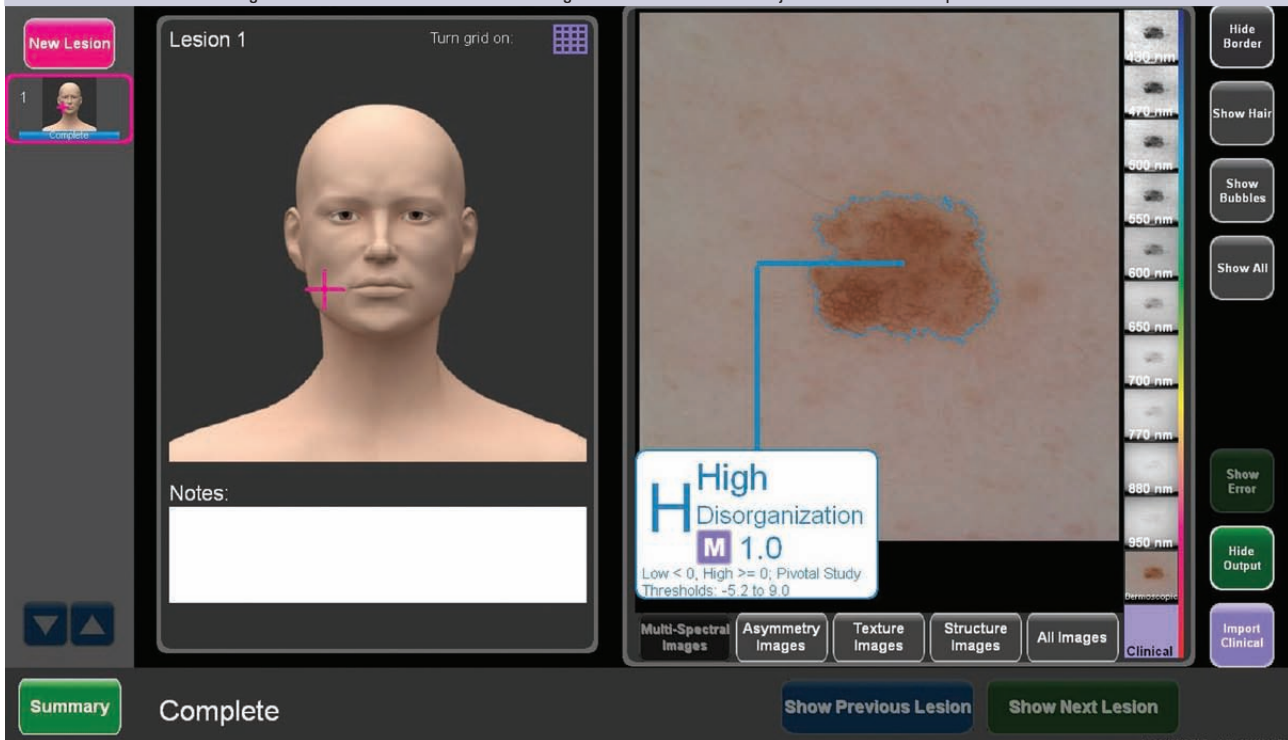 New Lesion
1
Complete
Lesion 1
Turn grid on:
Notes:
430 nm
470 nm
500 nm
550 nm
600 nm
650 nm
700 nm
770 nm
880 nm
950 nm
Dermoscopic
Clinical
H High
Disorganization
M 1.0
Low < 0, High >= 0; Pivotal Study
Thresholds: -5.2 to 9.0
Multi-Spectral
Images
Asymmetry
Images
Texture
Images
Structure
Images
All Images
Hide
Border
Show Hair
Show
Bubbles
Show All
Show
Error
Hide
Output
Import
Clinical
Summary
Complete
Show Previous Lesion
Show Next Lesion